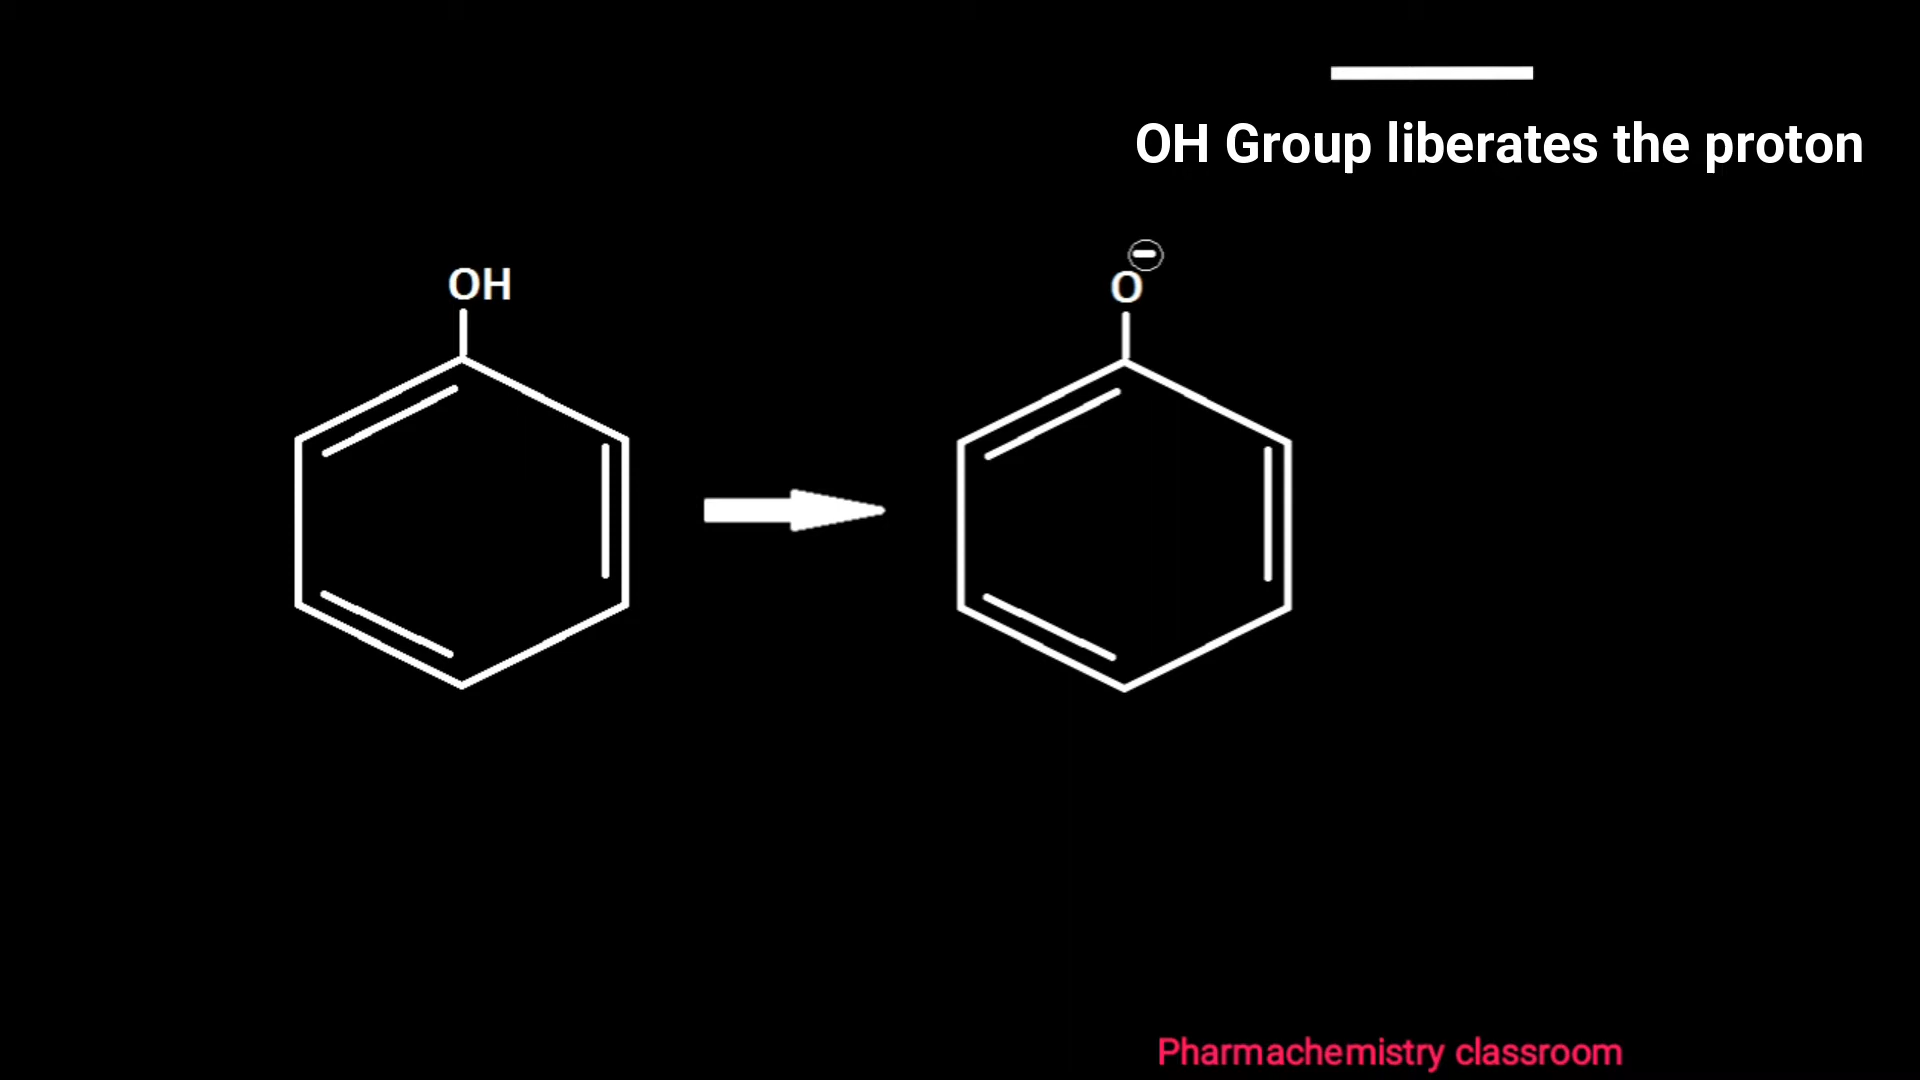 OH Group liberates the proton
OH
O⊖
Pharmachemistry classroom